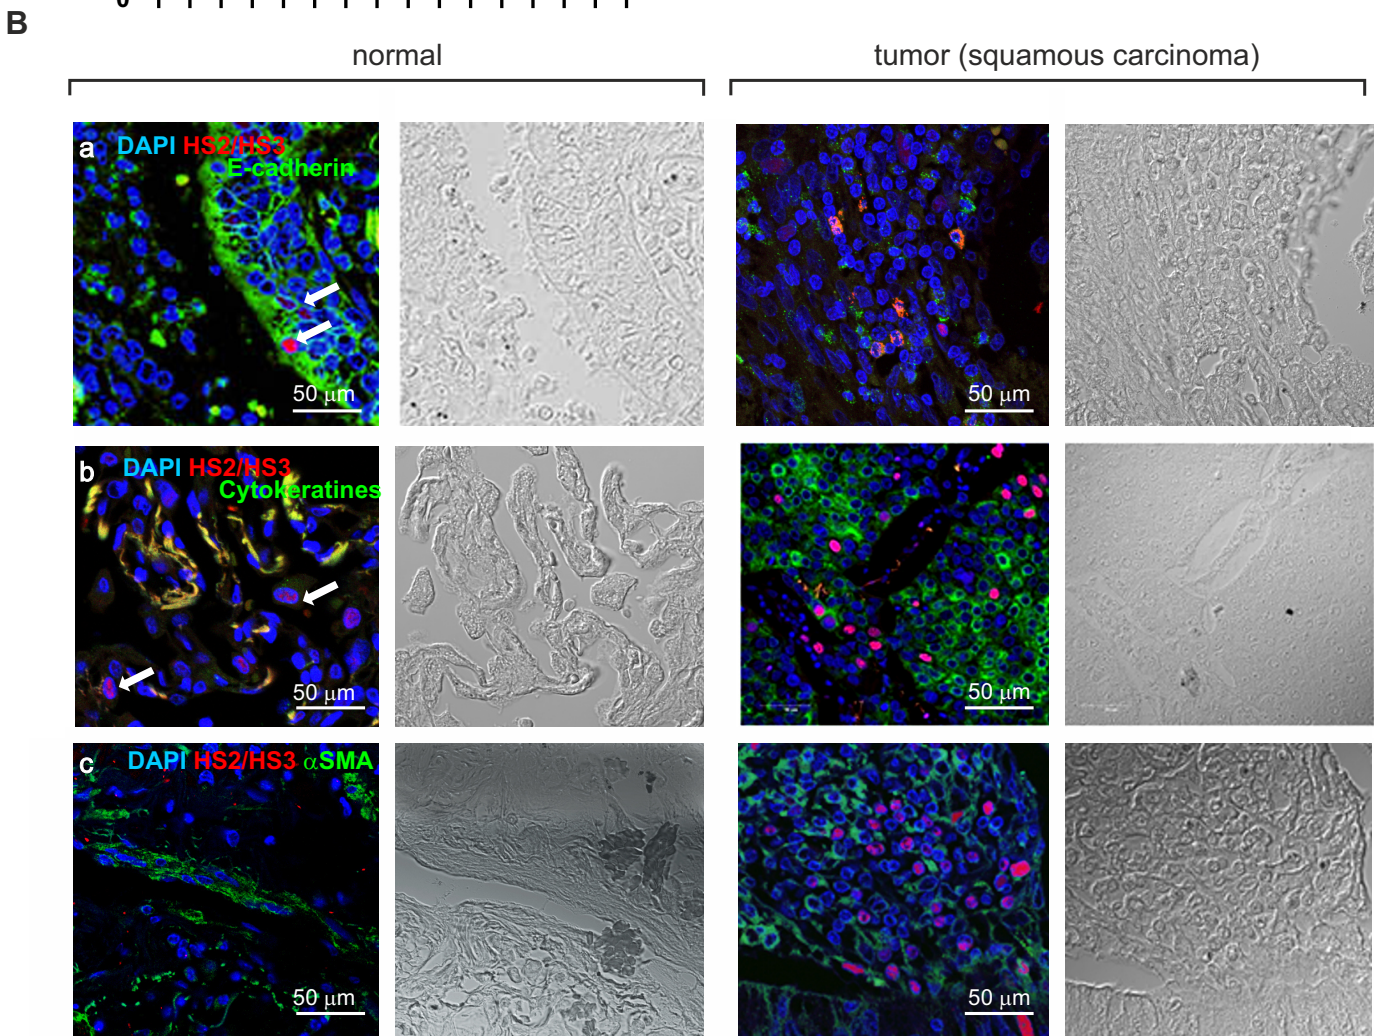 0
B
normal
tumor (squamous carcinoma)
a
DAPI HS2/HS3
E-cadherin
50 μm
50 μm
b
DAPI HS2/HS3
Cytokeratines
50 μm
50 μm
c
DAPI HS2/HS3 αSMA
50 μm
50 μm